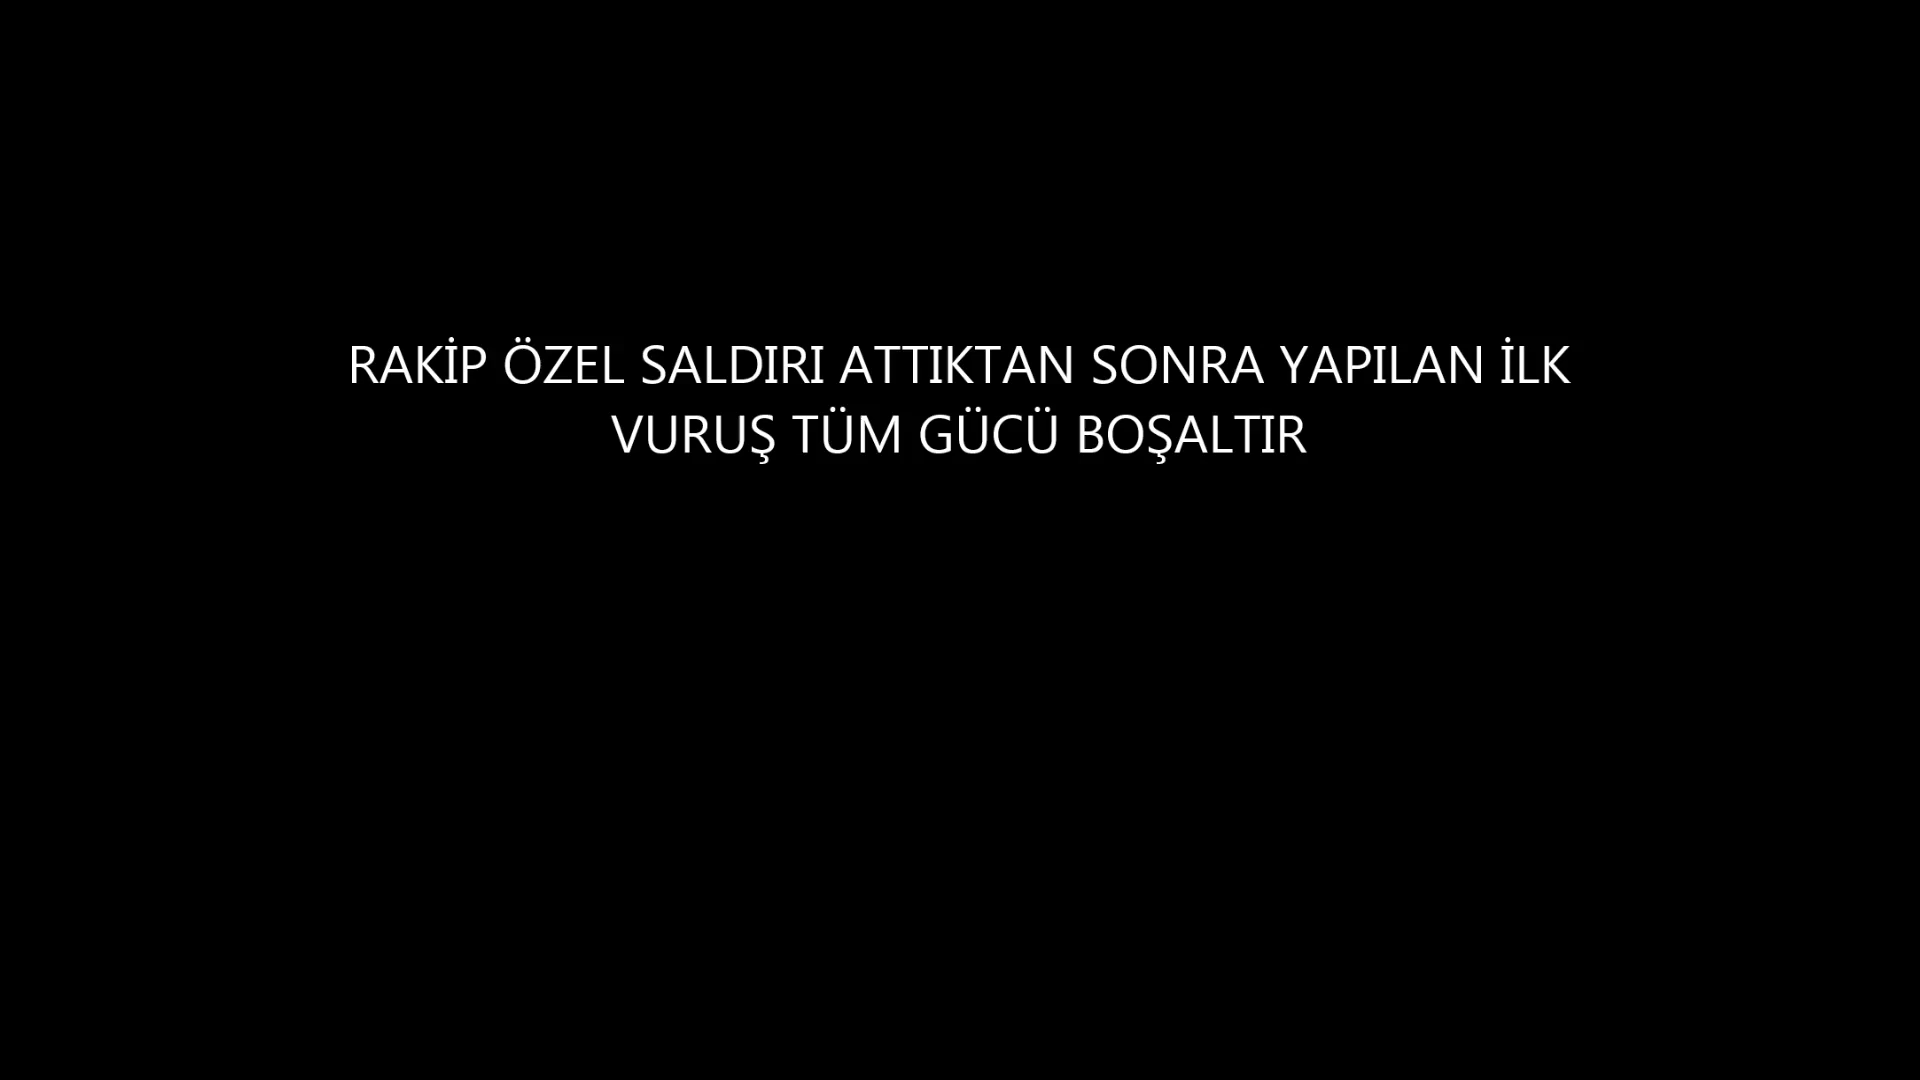 RAKİP ÖZEL SALDIRI ATTIKTAN SONRA YAPILAN İLK
VURUŞ TÜM GÜCÜ BOŞALTIR